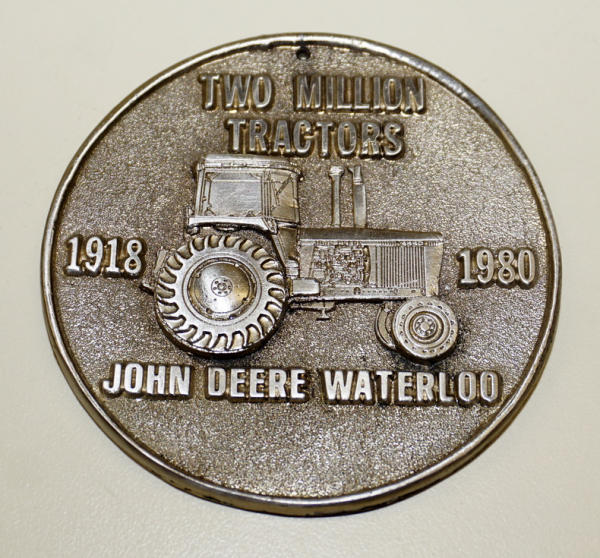 TWO MILLION
TRACTORS
1918 1980
JOHN DEERE WATERLOO